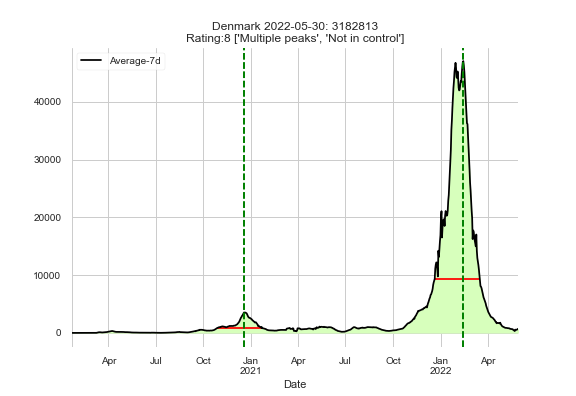 Denmark 2022-05-30: 3182813
Rating:8 ['Multiple peaks', 'Not in control']
Average-7d
40000
30000
20000
10000
0
Apr Jul Oct Jan Apr Jul Oct Jan Apr
2021 2022
Date